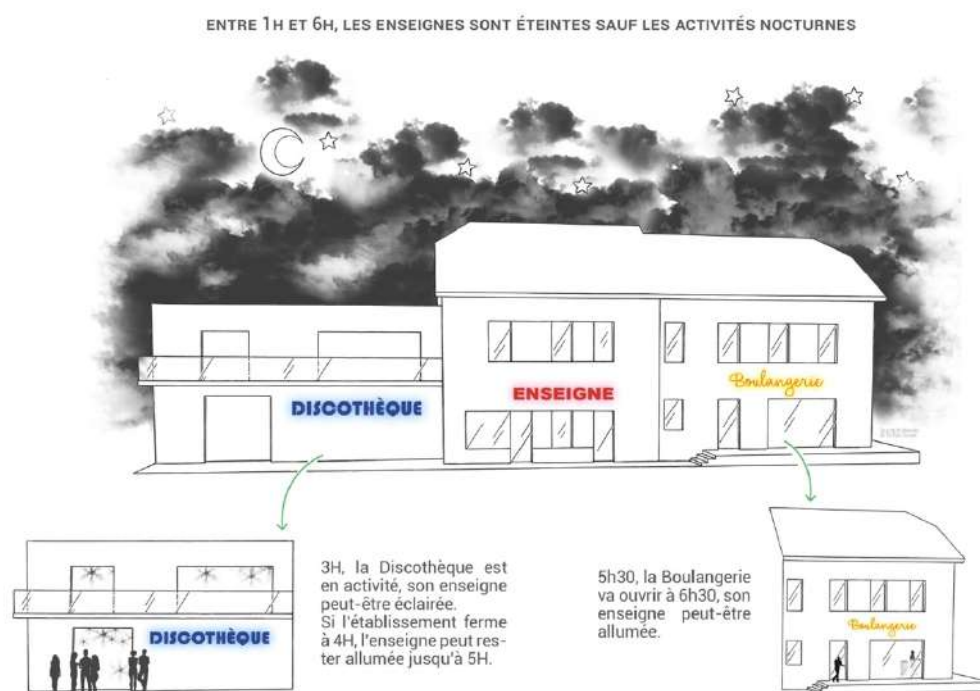 ENTRE 1H ET 6H, LES ENSEIGNES SONT ÉTEINTES SAUF LES ACTIVITÉS NOCTURNES
DISCOTHÈQUE
ENSEIGNE
Boulangerie
3H, la Discothèque est
en activité, son enseigne
peut-être éclairée.
Si l'établissement ferme
à 4H, l'enseigne peut res-
ter allumée jusqu'à 5H.
DISCOTHÈQUE
5h30, la Boulangerie
va ouvrir à 6h30, son
enseigne peut-être
allumée.
Boulangerie